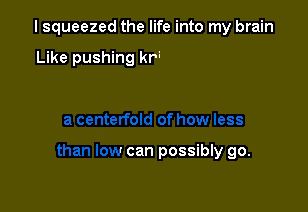 I squeezed the life into my brain
Like pushing
a centerfold of how less
than low can possibly go.